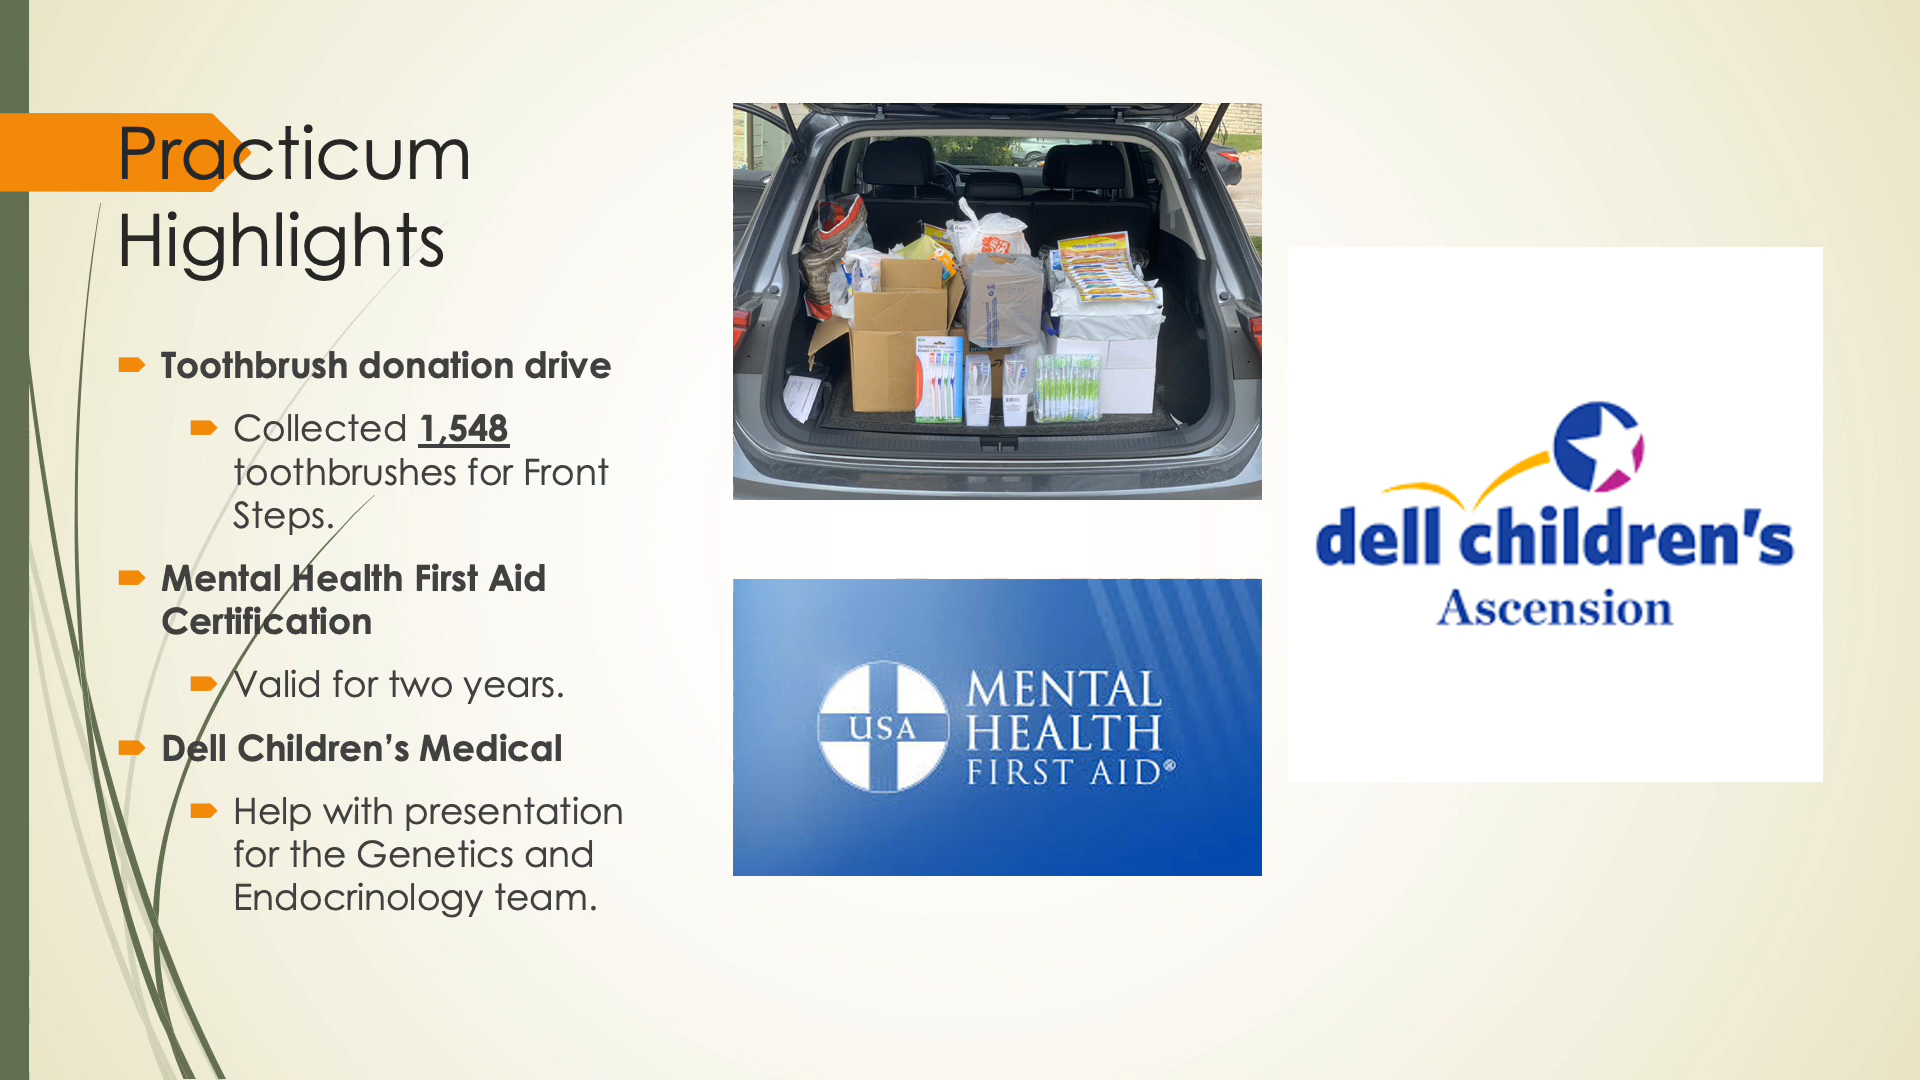 Practicum
Highlights
Toothbrush donation drive
Collected 1,548
toothbrushes for Front
Steps.
Mental Health First Aid
Certification
Valid for two years.
Dell Children’s Medical
Help with presentation
for the Genetics and
Endocrinology team.
USA
MENTAL
HEALTH
FIRST AID®
dell children's
Ascension